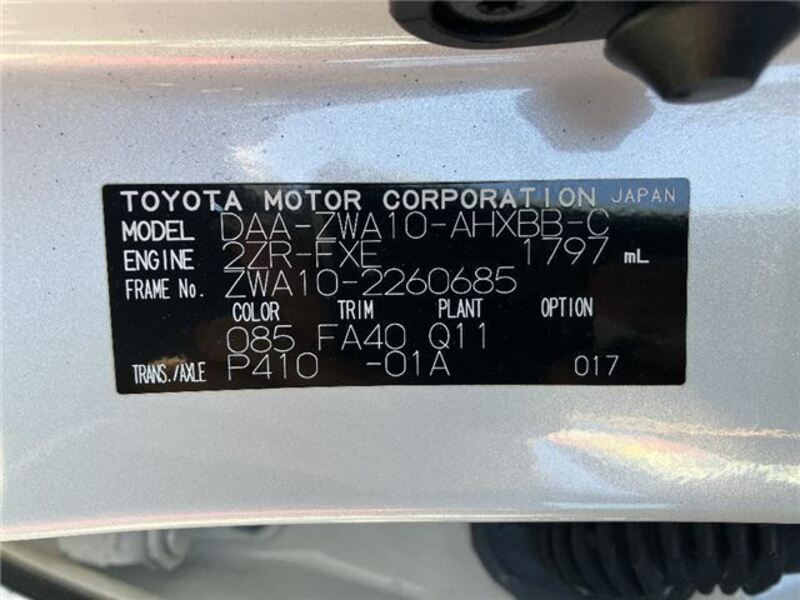 TOYOTA MOTOR CORPORATION JAPAN
MODEL DAA-ZWA10-AHXBB-C
ENGINE 2ZR-FXE 1797 mL
FRAME No. ZWA10-2260685
COLOR TRIM PLANT OPTION
085 FA40 Q11
TRANS./AXLE P410 -01A 017